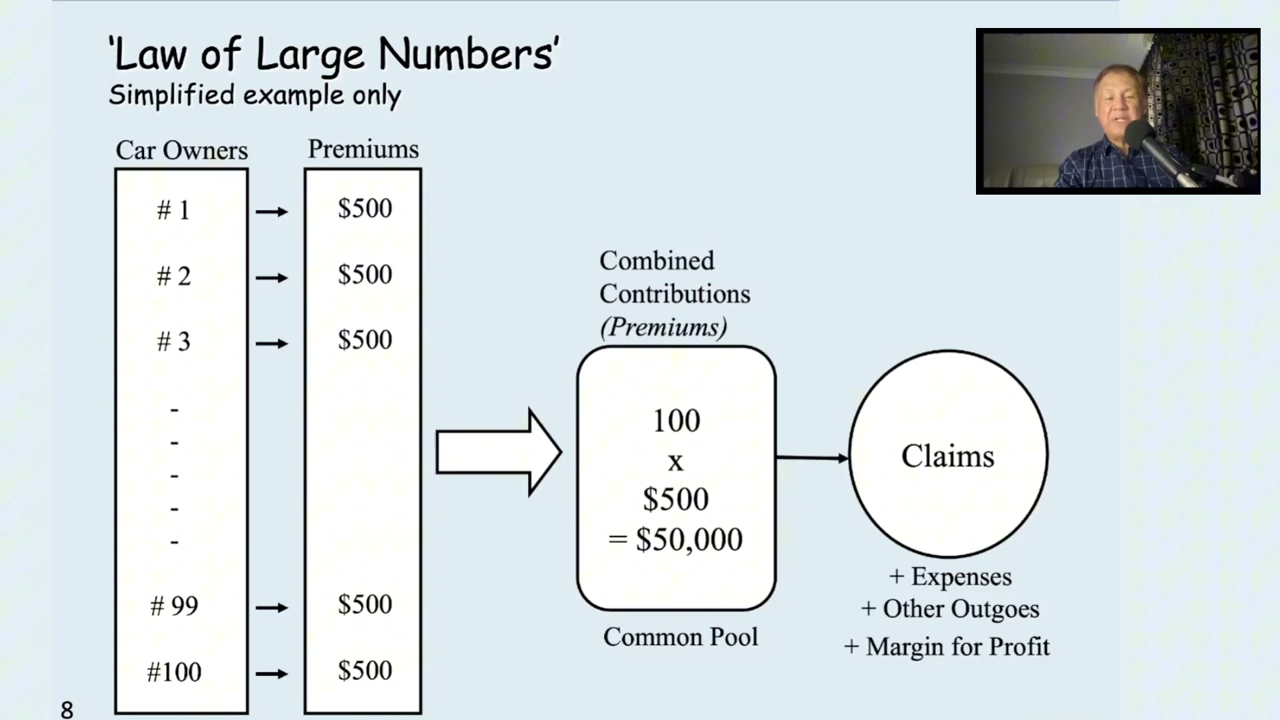 ‘Law of Large Numbers’
Simplified example only
Car Owners
# 1
# 2
# 3
-
-
-
-
-
# 99
#100
Premiums
$500
$500
$500
$500
$500
Combined
Contributions
(Premiums)
100
x
$500
= $50,000
Common Pool
Claims
+ Expenses
+ Other Outgoes
+ Margin for Profit
8